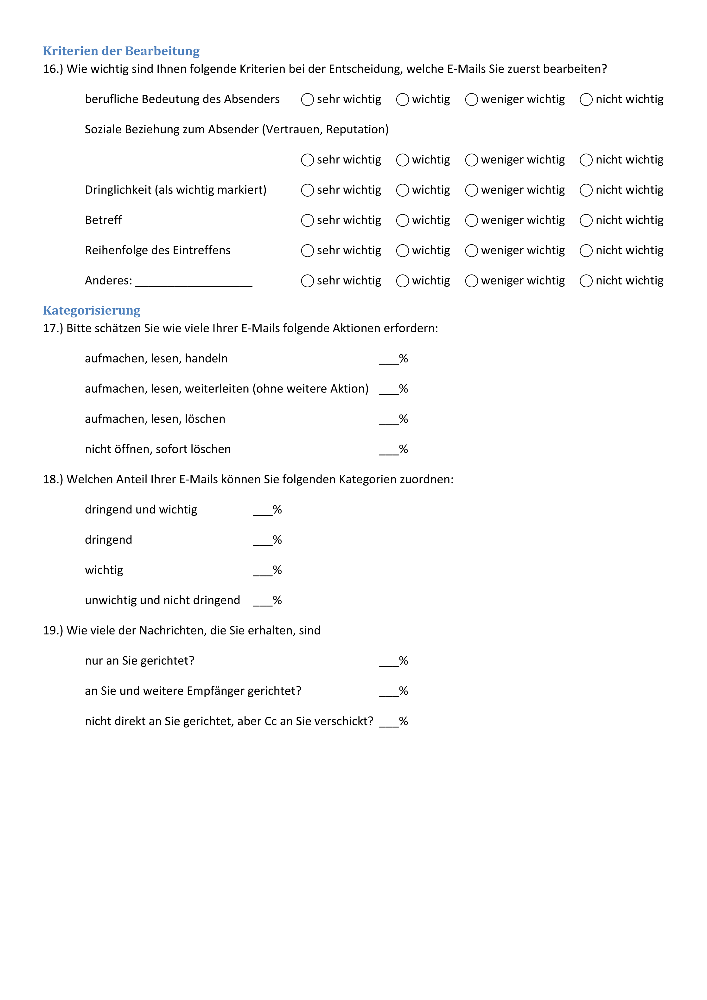 Kriterien der Bearbeitung
16.) Wie wichtig sind Ihnen folgende Kriterien bei der Entscheidung, welche E-Mails Sie zuerst bearbeiten?
berufliche Bedeutung des Absenders ◯ sehr wichtig ◯ wichtig ◯ weniger wichtig ◯ nicht wichtig
Soziale Beziehung zum Absender (Vertrauen, Reputation)
◯ sehr wichtig ◯ wichtig ◯ weniger wichtig ◯ nicht wichtig
Dringlichkeit (als wichtig markiert) ◯ sehr wichtig ◯ wichtig ◯ weniger wichtig ◯ nicht wichtig
Betreff ◯ sehr wichtig ◯ wichtig ◯ weniger wichtig ◯ nicht wichtig
Reihenfolge des Eintreffens ◯ sehr wichtig ◯ wichtig ◯ weniger wichtig ◯ nicht wichtig
Anderes: __________________ ◯ sehr wichtig ◯ wichtig ◯ weniger wichtig ◯ nicht wichtig
Kategorisierung
17.) Bitte schätzen Sie wie viele Ihrer E-Mails folgende Aktionen erfordern:
aufmachen, lesen, handeln ___%
aufmachen, lesen, weiterleiten (ohne weitere Aktion) ___%
aufmachen, lesen, löschen ___%
nicht öffnen, sofort löschen ___%
18.) Welchen Anteil Ihrer E-Mails können Sie folgenden Kategorien zuordnen:
dringend und wichtig ___%
dringend ___%
wichtig ___%
unwichtig und nicht dringend ___%
19.) Wie viele der Nachrichten, die Sie erhalten, sind
nur an Sie gerichtet? ___%
an Sie und weitere Empfänger gerichtet? ___%
nicht direkt an Sie gerichtet, aber Cc an Sie verschickt? ___%